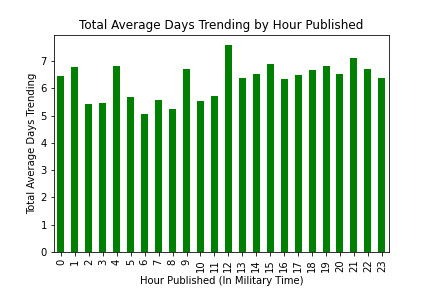 Total Average Days Trending by Hour Published
Total Average Days Trending
7
6
5
4
3
2
1
0
0 1 2 3 4 5 6 7 8 9 10 11 12 13 14 15 16 17 18 19 20 21 22 23
Hour Published (In Military Time)